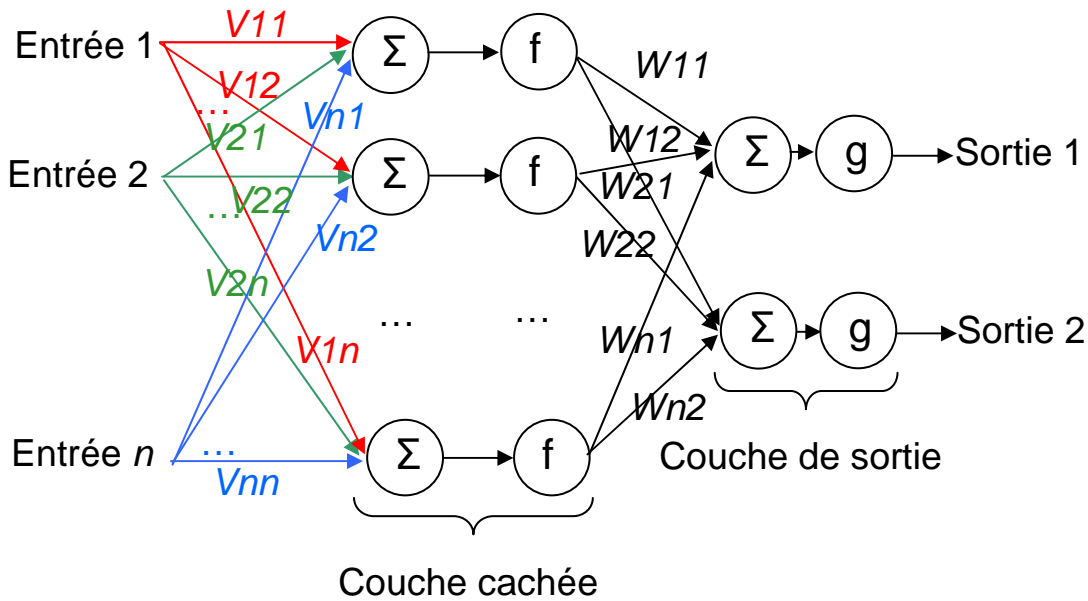 V11
Entrée 1
Σ
f
W11
V12
…
Vn1
V21
W12
Σ
g
Sortie 1
Entrée 2
Σ
f
W21
V22
…
Vn2
W22
V2n
…
…
Σ
g
Sortie 2
V1n
Wn1
Wn2
Entrée n
…
Vnn
Σ
f
Couche de sortie
Couche cachée